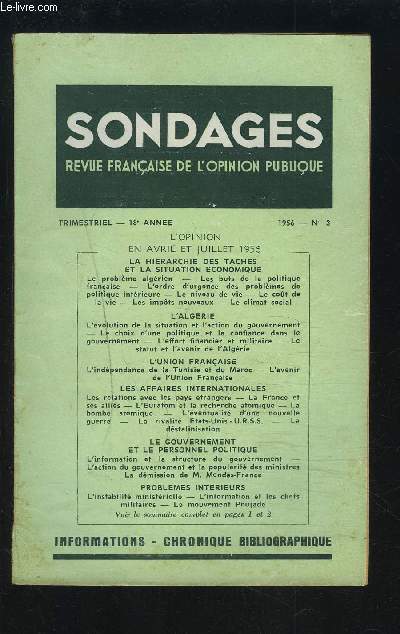 Le-livre.com
SONDAGES
REVUE FRANÇAISE DE L'OPINION PUBLIQUE
TRIMESTRIEL — 18e ANNEE 1956 — N° 3
L'OPINION
EN AVRIL ET JUILLET 1956
LA HIERARCHIE DES TACHES
ET LA SITUATION ECONOMIQUE
Le problème algérien — Les buts de la politique
française — L'ordre d'urgence des problèmes de
politique intérieure — Le niveau de vie — Le coût de
la vie — Les impôts nouveaux — Le climat social
L'ALGERIE
L'évolution de la situation et l'action du gouvernement
— Le choix d'une politique et la confiance dans le
gouvernement — L'effort financier et militaire — Le
statut et l'avenir de l'Algérie
L'UNION FRANÇAISE
L'indépendance de la Tunisie et du Maroc — L'avenir
de l'Union Française
LES AFFAIRES INTERNATIONALES
Les relations avec les pays étrangers — La France et
ses alliés — L'Euratom et la recherche atomique — La
bombe atomique — L'éventualité d'une nouvelle
guerre — La rivalité Etats-Unis-U.R.S.S. — La
déstalinisation
LE GOUVERNEMENT
ET LE PERSONNEL POLITIQUE
L'information et la structure du gouvernement —
L'action du gouvernement et la popularité des ministres
La démission de M. Mendès-France
PROBLEMES INTERIEURS
L'instabilité ministérielle — L'information et les chefs
militaires — Le mouvement Poujade
Voir le sommaire complet en pages 1 et 2
INFORMATIONS - CHRONIQUE BIBLIOGRAPHIQUE